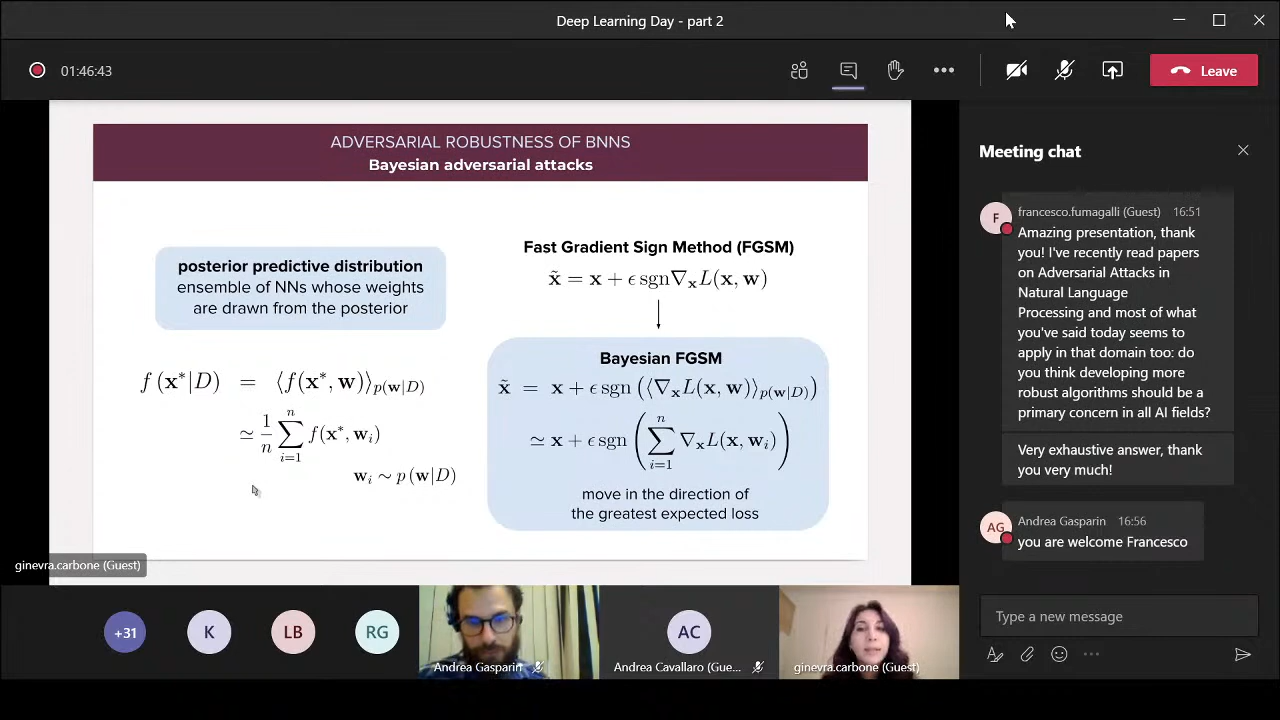 Deep Learning Day - part 2
01:46:43
Leave
ADVERSARIAL ROBUSTNESS OF BNNS
Bayesian adversarial attacks
posterior predictive distribution
ensemble of NNs whose weights
are drawn from the posterior
f (x*|D) = ⟨f(x*, w)⟩p(w|D)
≃ 1/n ∑ⁿᵢ₌₁ f(x*, wᵢ)
wᵢ ∼ p (w|D)
Fast Gradient Sign Method (FGSM)
x̃ = x + ϵ sgn∇ₓL(x, w)
Bayesian FGSM
x̃ = x + ϵ sgn (⟨∇ₓL(x, w)⟩p(w|D))
≃ x + ϵ sgn (∑ⁿᵢ₌₁ ∇ₓL(x, wᵢ))
move in the direction of
the greatest expected loss
ginevra.carbone (Guest)
+31
K
LB
RG
Andrea Gasparin
AC
Andrea Cavallaro (Gue...
ginevra.carbone (Guest)
Meeting chat
F
francesco.fumagalli (Guest) 16:51
Amazing presentation, thank
you! I've recently read papers
on Adversarial Attacks in
Natural Language
Processing and most of what
you've said today seems to
apply in that domain too: do
you think developing more
robust algorithms should be a
primary concern in all AI fields?
Very exhaustive answer, thank
you very much!
AG
Andrea Gasparin 16:56
you are welcome Francesco
Type a new message